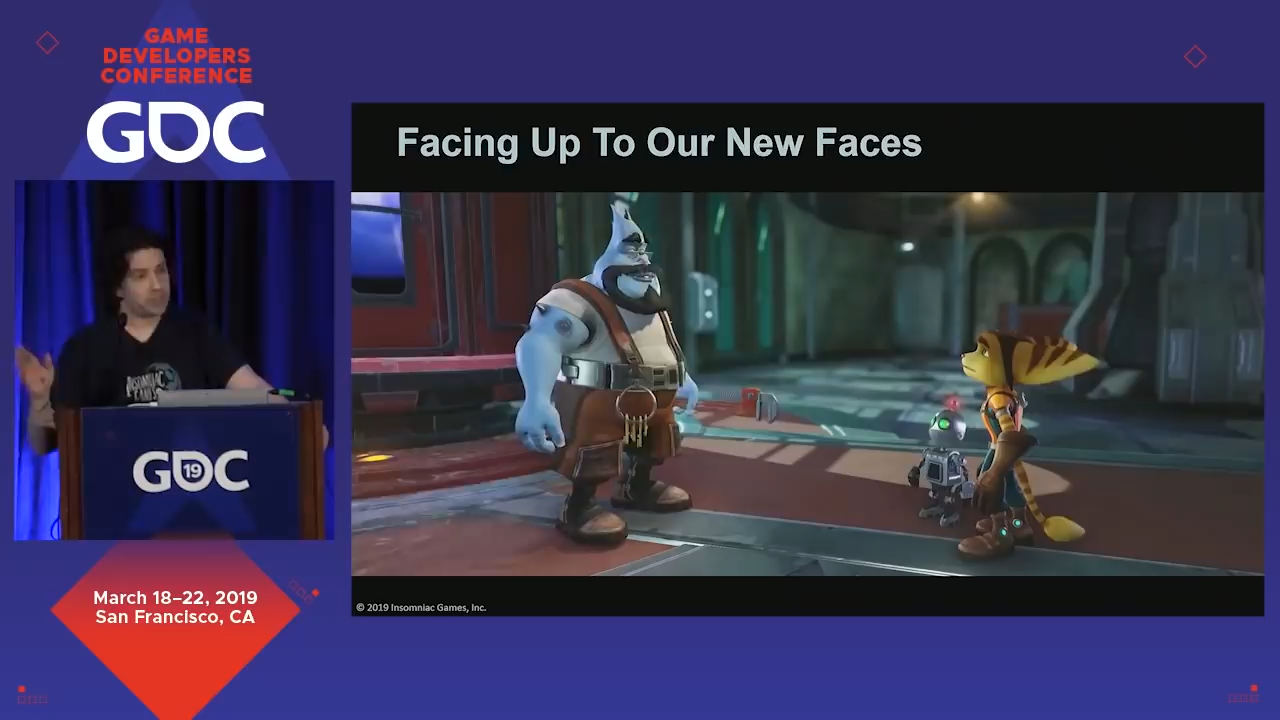 GAME
DEVELOPERS
CONFERENCE
GDC
Facing Up To Our New Faces
INSOMNIAC
GDC
19
March 18–22, 2019
San Francisco, CA
© 2019 Insomniac Games, Inc.